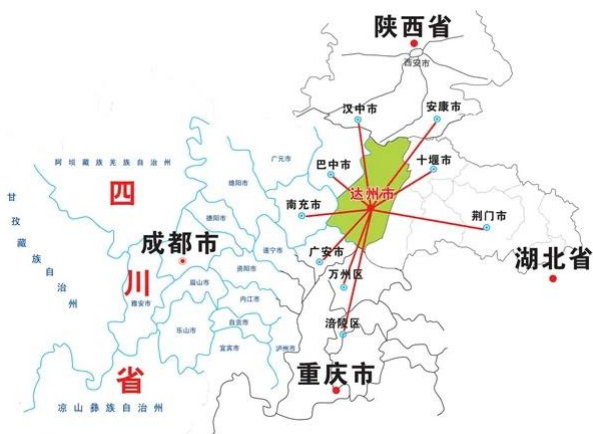 陕西省
西安市
汉中市
安康市
广元市
阿坝藏族羌族自治州
巴中市
十堰市
绵阳市
四川省
达州市
甘孜藏族自治州
南充市
德阳市
荆门市
成都市
遂宁市
广安市
湖北省
资阳市
万州区
眉山市
雅安市
内江市
自贡市
涪陵区
乐山市
宜宾市
泸州市
重庆市
凉山彝族自治州